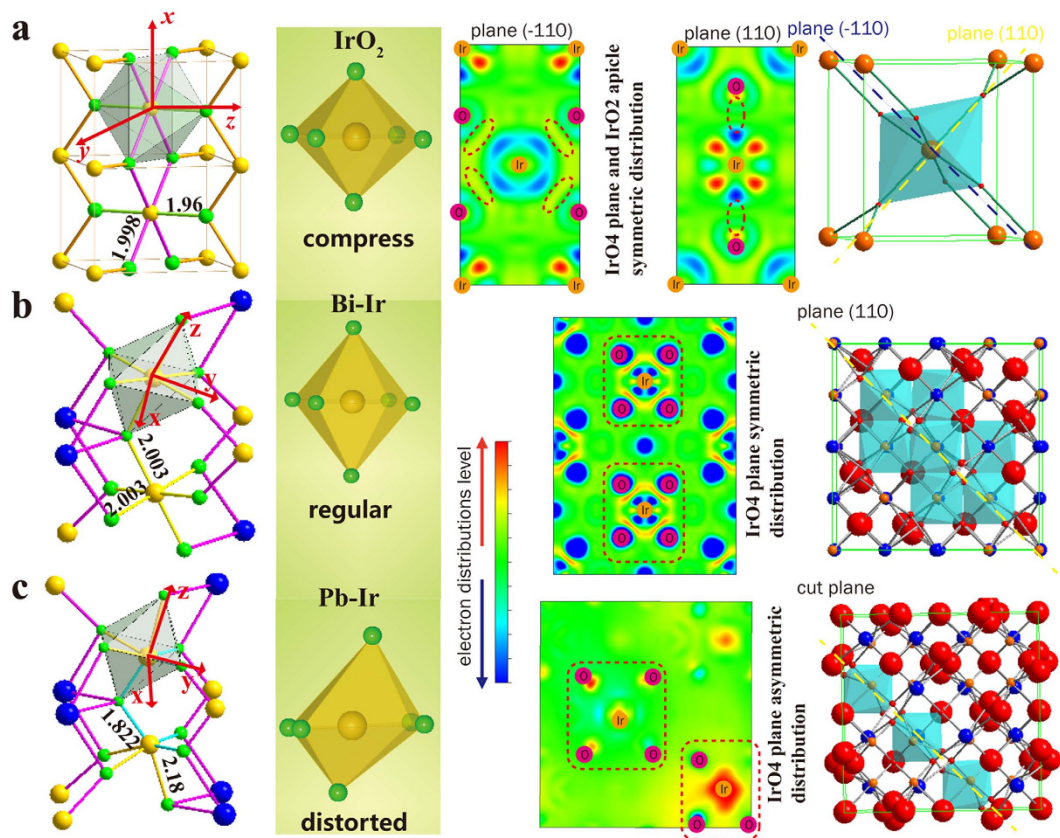 a
x
z
y
1.96
1.998
IrO2
compress
plane (-110)
Ir
Ir
O
O
Ir
O
O
Ir
Ir
IrO4 plane and IrO2 apicle
symmetric distribution
plane (110)
Ir
Ir
O
Ir
O
Ir
Ir
plane (-110)
plane (110)
b
z
y
x
2.003
2.003
Bi-Ir
regular
O
O
Ir
O
O
O
O
Ir
O
O
IrO4 plane symmetric
distribution
plane (110)
electron distributions level
c
z
y
x
1.822
2.18
Pb-Ir
distorted
O
O
Ir
O
O
O
Ir
O
O
IrO4 plane asymmetric
distribution
cut plane